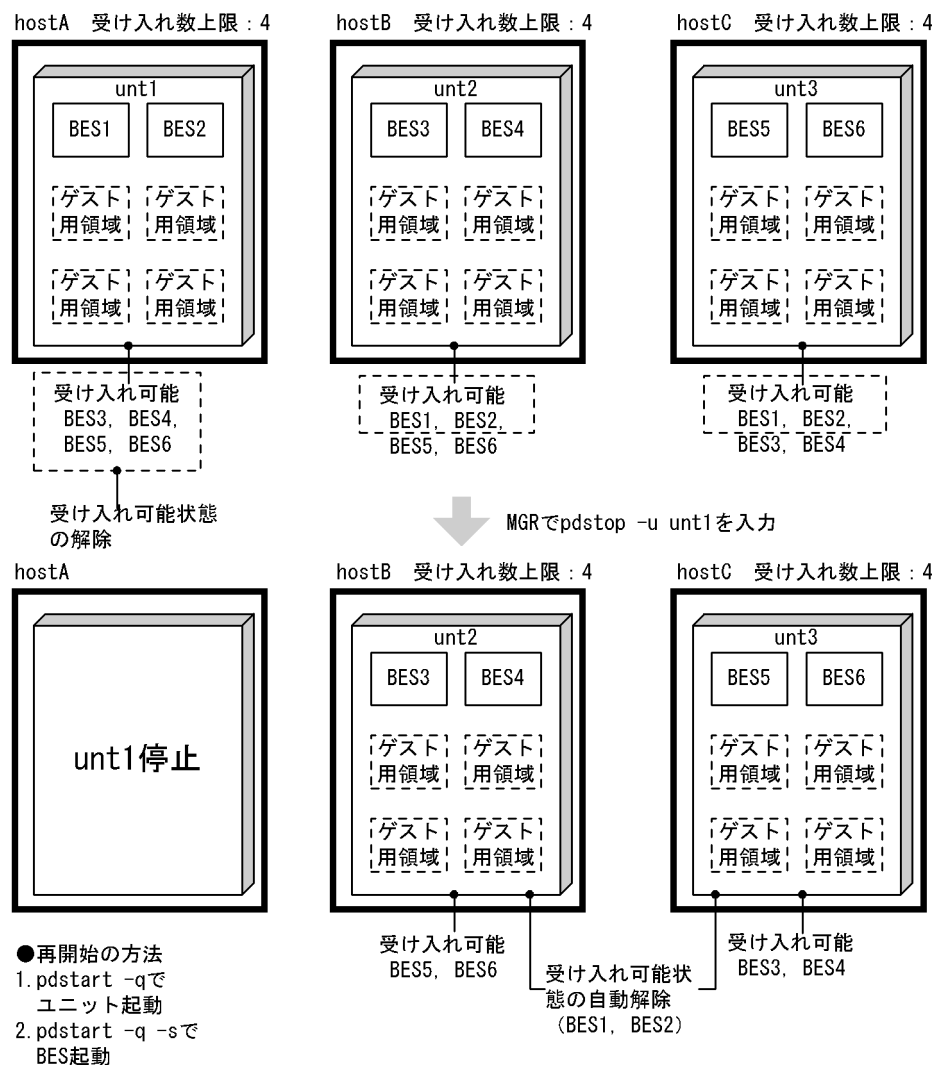 hostA 受け入れ数上限：4
unt1
BES1 BES2
ゲスト用領域 ゲスト用領域
ゲスト用領域 ゲスト用領域
受け入れ可能
BES3, BES4,
BES5, BES6
受け入れ可能状態
の解除
hostB 受け入れ数上限：4
unt2
BES3 BES4
ゲスト用領域 ゲスト用領域
ゲスト用領域 ゲスト用領域
受け入れ可能
BES1, BES2,
BES5, BES6
hostC 受け入れ数上限：4
unt3
BES5 BES6
ゲスト用領域 ゲスト用領域
ゲスト用領域 ゲスト用領域
受け入れ可能
BES1, BES2,
BES3, BES4
MGRでpdstop -u unt1を入力
hostA
unt1停止
hostB 受け入れ数上限：4
unt2
BES3 BES4
ゲスト用領域 ゲスト用領域
ゲスト用領域 ゲスト用領域
受け入れ可能
BES5, BES6
hostC 受け入れ数上限：4
unt3
BES5 BES6
ゲスト用領域 ゲスト用領域
ゲスト用領域 ゲスト用領域
受け入れ可能
BES3, BES4
受け入れ可能状
態の自動解除
（BES1, BES2）
●再開始の方法
1.pdstart -qで
ユニット起動
2.pdstart -q -sで
BES起動